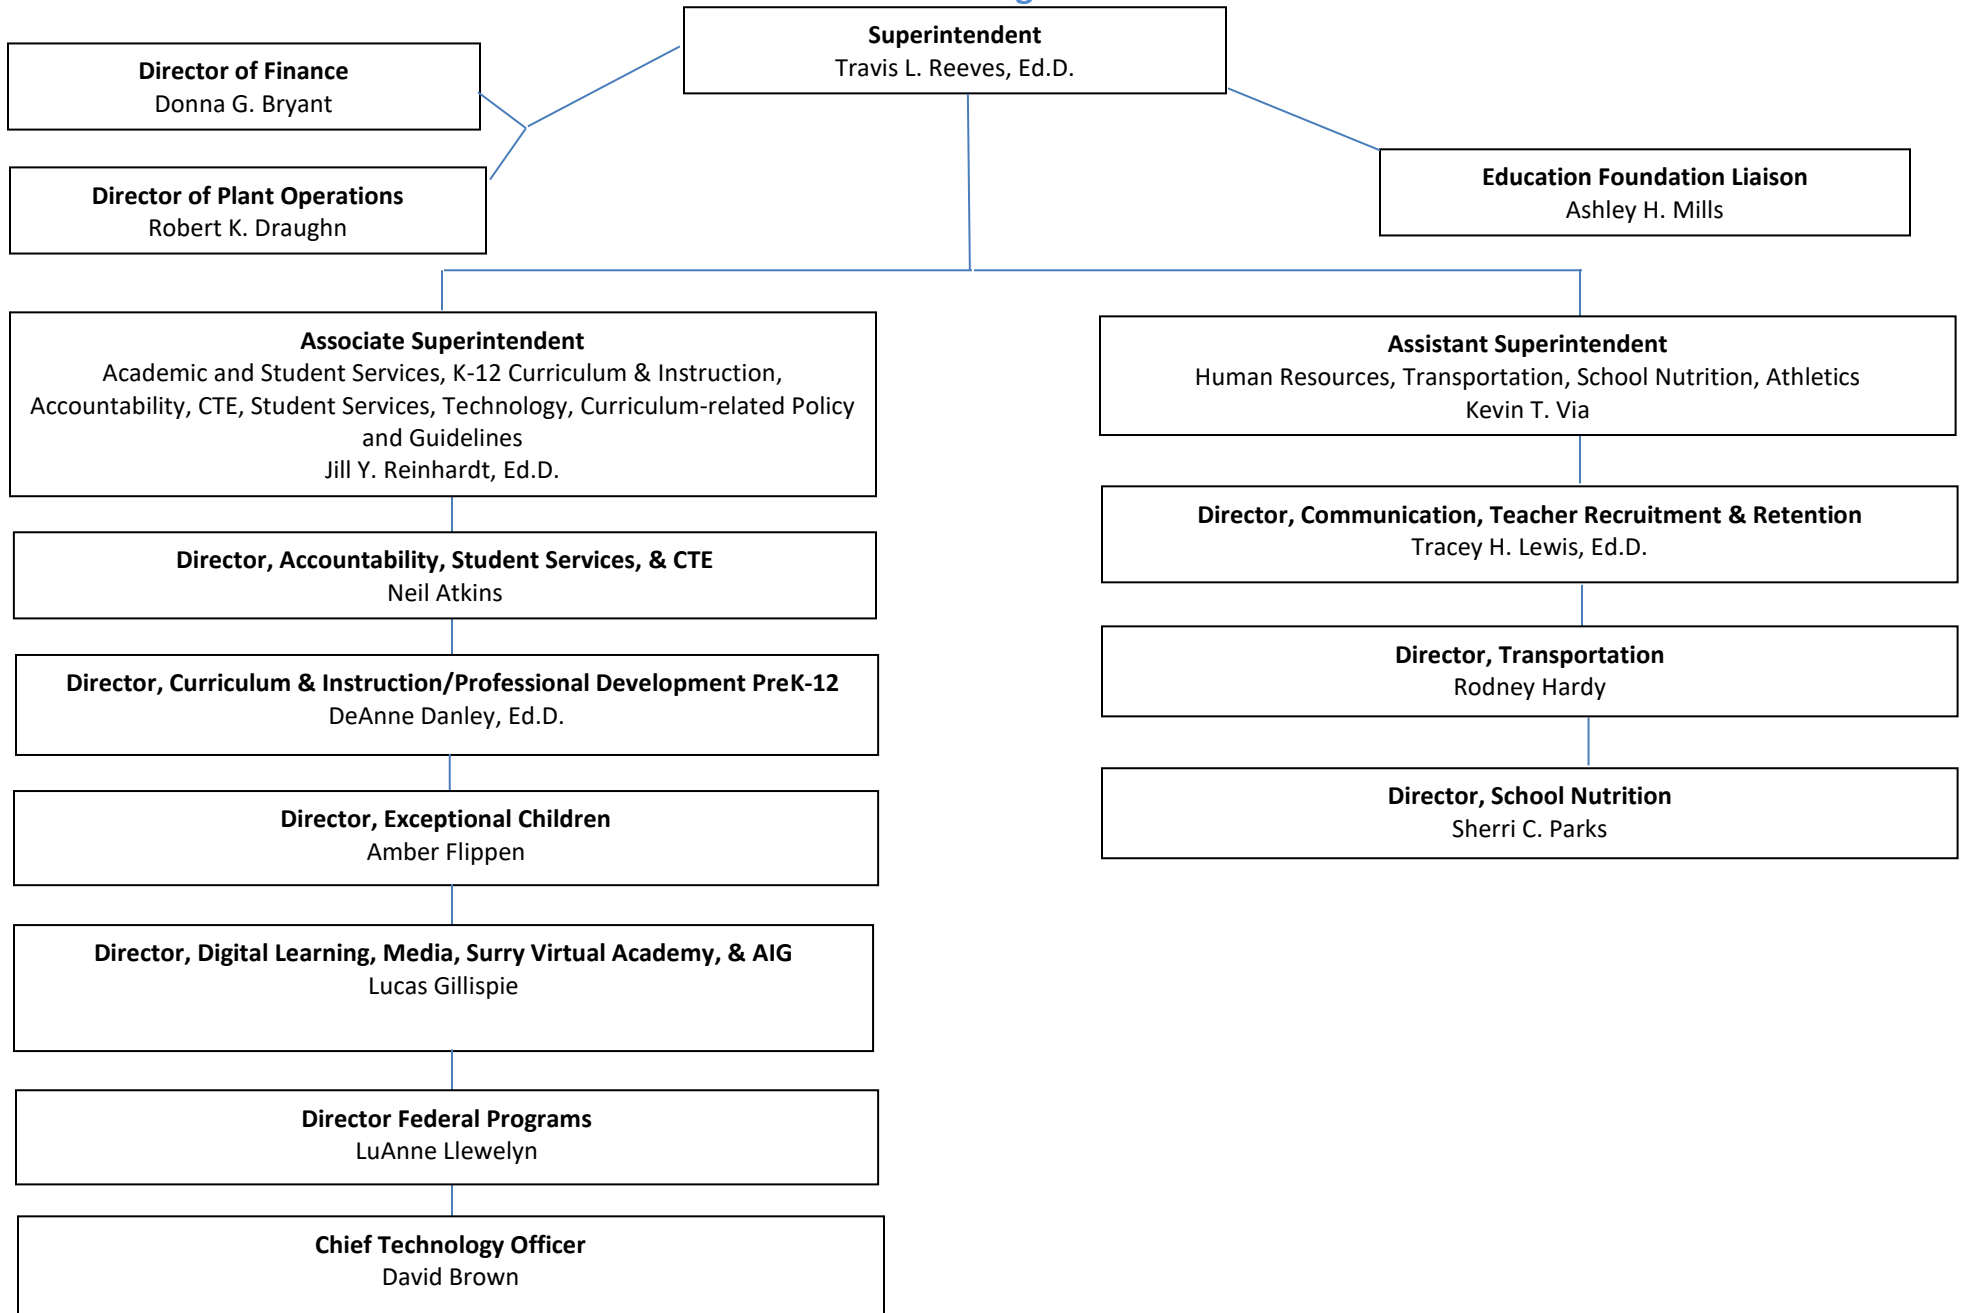 Superintendent
Travis L. Reeves, Ed.D.
Director of Finance
Donna G. Bryant
Director of Plant Operations
Robert K. Draughn
Education Foundation Liaison
Ashley H. Mills
Associate Superintendent
Academic and Student Services, K-12 Curriculum & Instruction,
Accountability, CTE, Student Services, Technology, Curriculum-related Policy
and Guidelines
Jill Y. Reinhardt, Ed.D.
Director, Accountability, Student Services, & CTE
Neil Atkins
Director, Curriculum & Instruction/Professional Development PreK-12
DeAnne Danley, Ed.D.
Director, Exceptional Children
Amber Flippen
Director, Digital Learning, Media, Surry Virtual Academy, & AIG
Lucas Gillispie
Director Federal Programs
LuAnne Llewelyn
Chief Technology Officer
David Brown
Assistant Superintendent
Human Resources, Transportation, School Nutrition, Athletics
Kevin T. Via
Director, Communication, Teacher Recruitment & Retention
Tracey H. Lewis, Ed.D.
Director, Transportation
Rodney Hardy
Director, School Nutrition
Sherri C. Parks